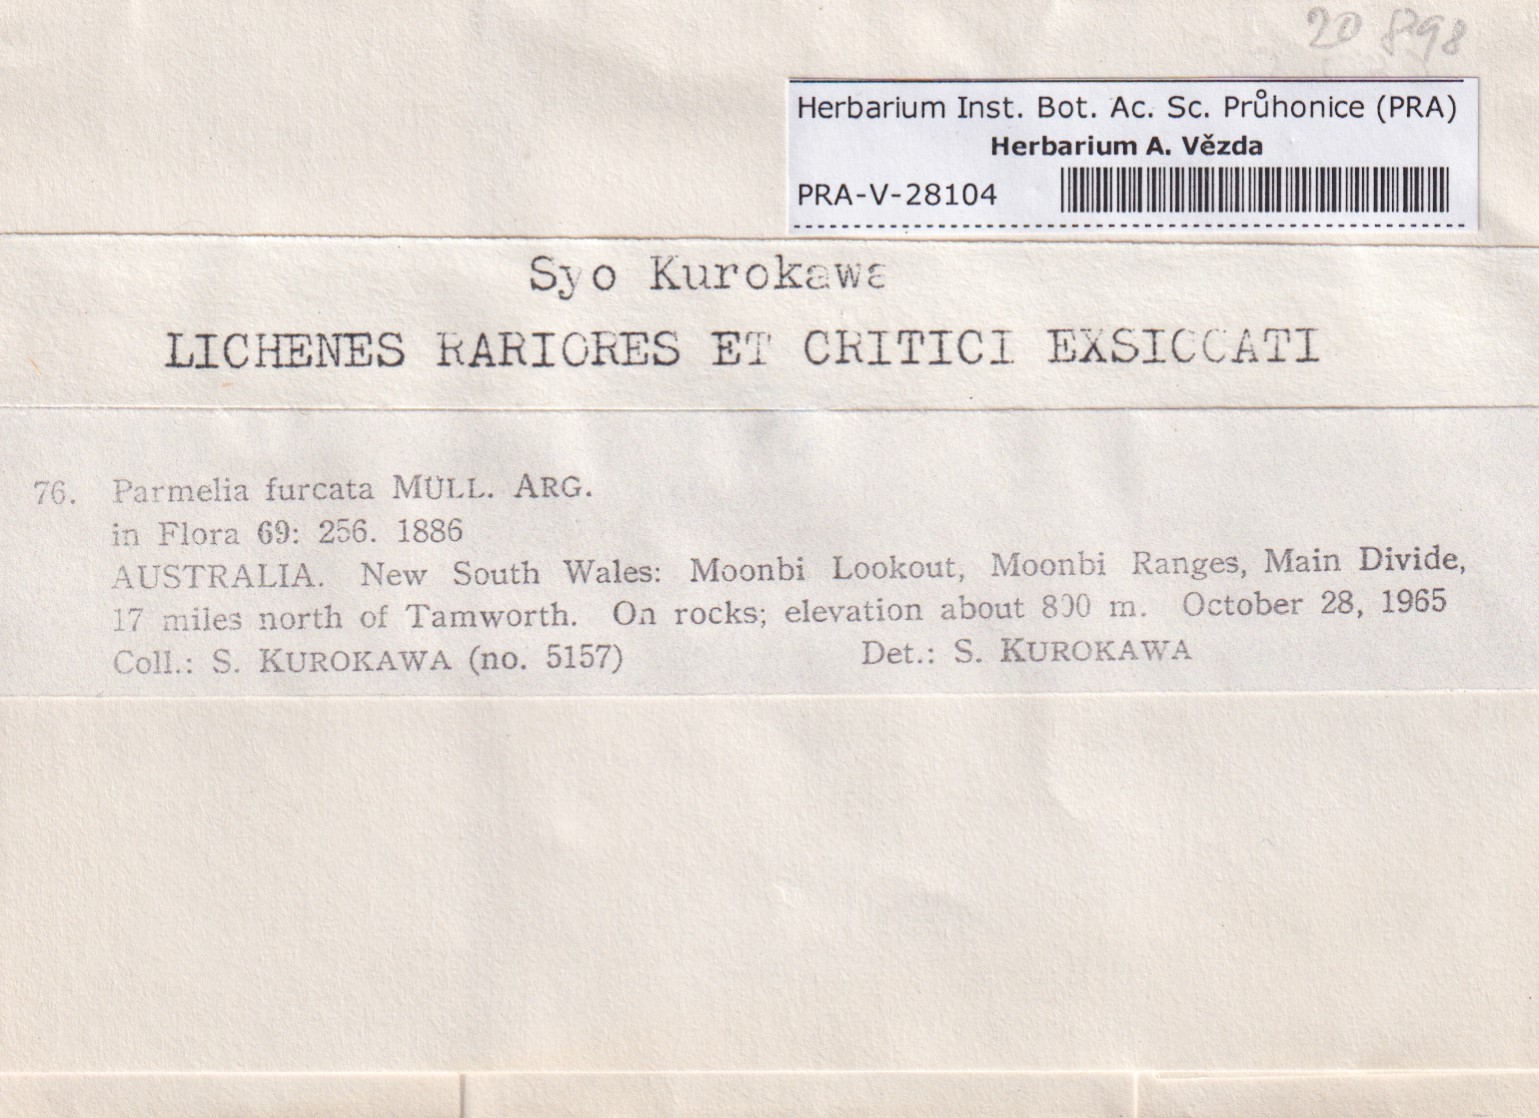 20 898
Herbarium Inst. Bot. Ac. Sc. Průhonice (PRA)
Herbarium A. Vězda
PRA-V-28104
Syo Kurokawa
LICHENES RARIORES ET CRITICI EXSICCATI
76. Parmelia furcata MÜLL. ARG.
in Flora 69: 256. 1886
AUSTRALIA. New South Wales: Moonbi Lookout, Moonbi Ranges, Main Divide,
17 miles north of Tamworth. On rocks; elevation about 800 m. October 28, 1965
Coll.: S. KUROKAWA (no. 5157) Det.: S. KUROKAWA